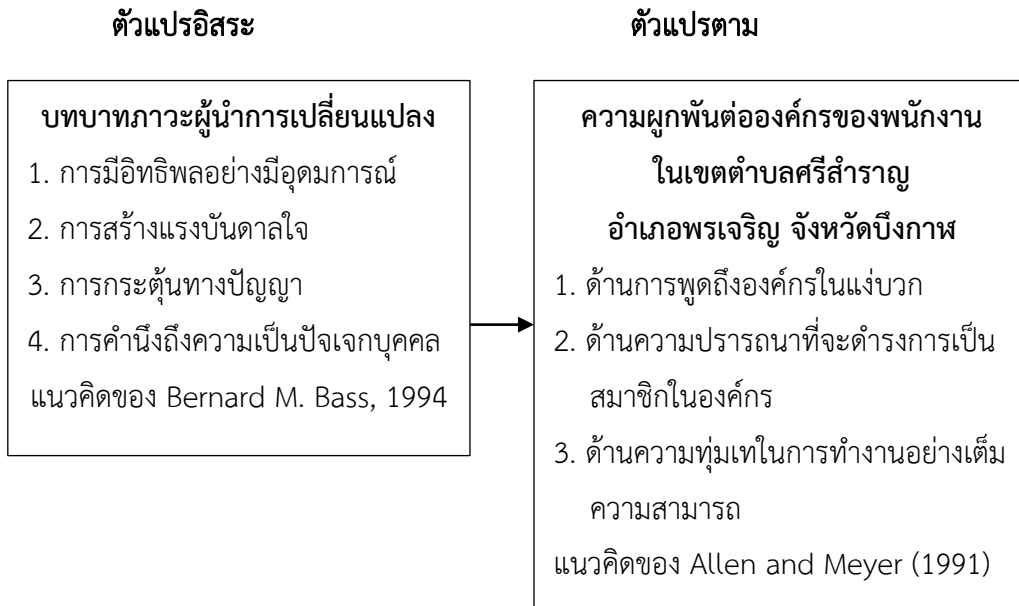 ตัวแปรอิสระ
ตัวแปรตาม
บทบาทภาวะผู้นำการเปลี่ยนแปลง
1. การมีอิทธิพลอย่างมีอุดมการณ์
2. การสร้างแรงบันดาลใจ
3. การกระตุ้นทางปัญญา
4. การคำนึงถึงความเป็นปัจเจกบุคคล
แนวคิดของ Bernard M. Bass, 1994
ความผูกพันต่อองค์กรของพนักงาน
ในเขตตำบลศรีสำราญ
อำเภอพรเจริญ จังหวัดบึงกาฬ
1. ด้านการพูดถึงองค์กรในแง่บวก
2. ด้านความปรารถนาที่จะดำรงการเป็น
สมาชิกในองค์กร
3. ด้านความทุ่มเทในการทำงานอย่างเต็ม
ความสามารถ
แนวคิดของ Allen and Meyer (1991)